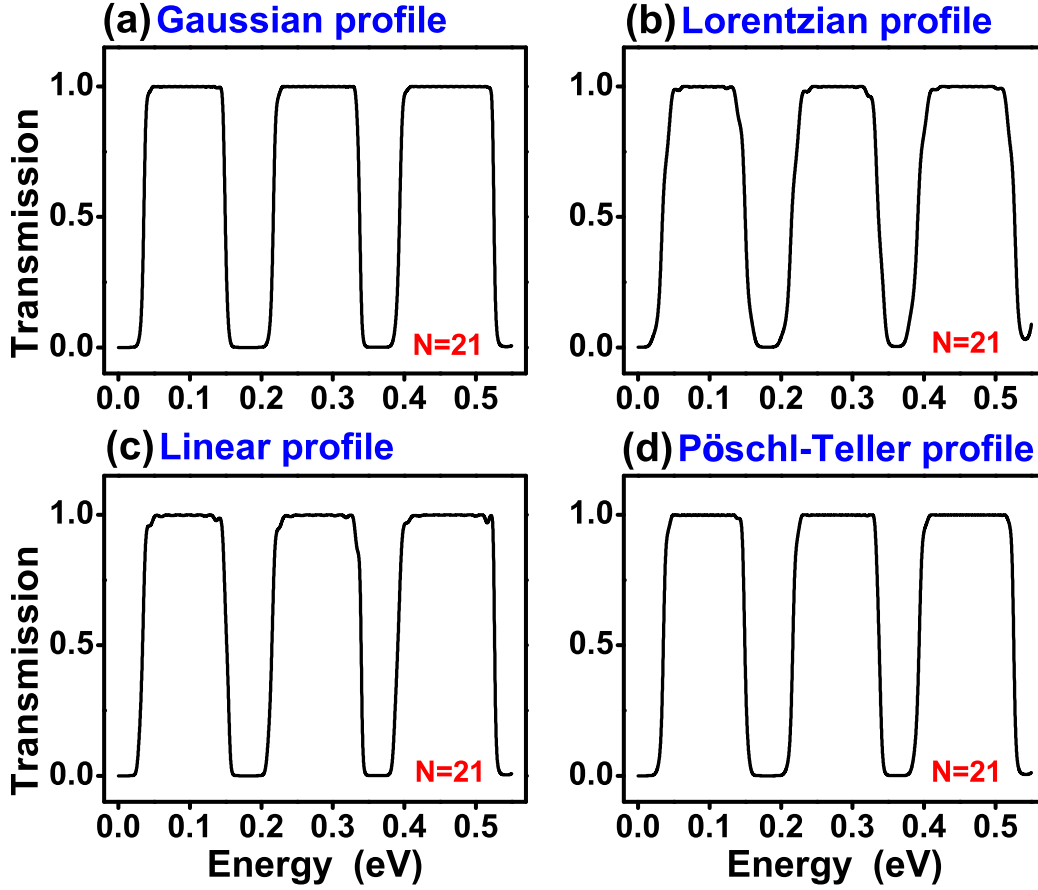 (a) Gaussian profile
(b) Lorentzian profile
Transmission
1.0
0.5
0.0
N=21
0.0 0.1 0.2 0.3 0.4 0.5
1.0
0.5
0.0
N=21
0.0 0.1 0.2 0.3 0.4 0.5
(c) Linear profile
(d) Pöschl-Teller profile
Transmission
1.0
0.5
0.0
N=21
0.0 0.1 0.2 0.3 0.4 0.5
Energy (eV)
1.0
0.5
0.0
N=21
0.0 0.1 0.2 0.3 0.4 0.5
Energy (eV)